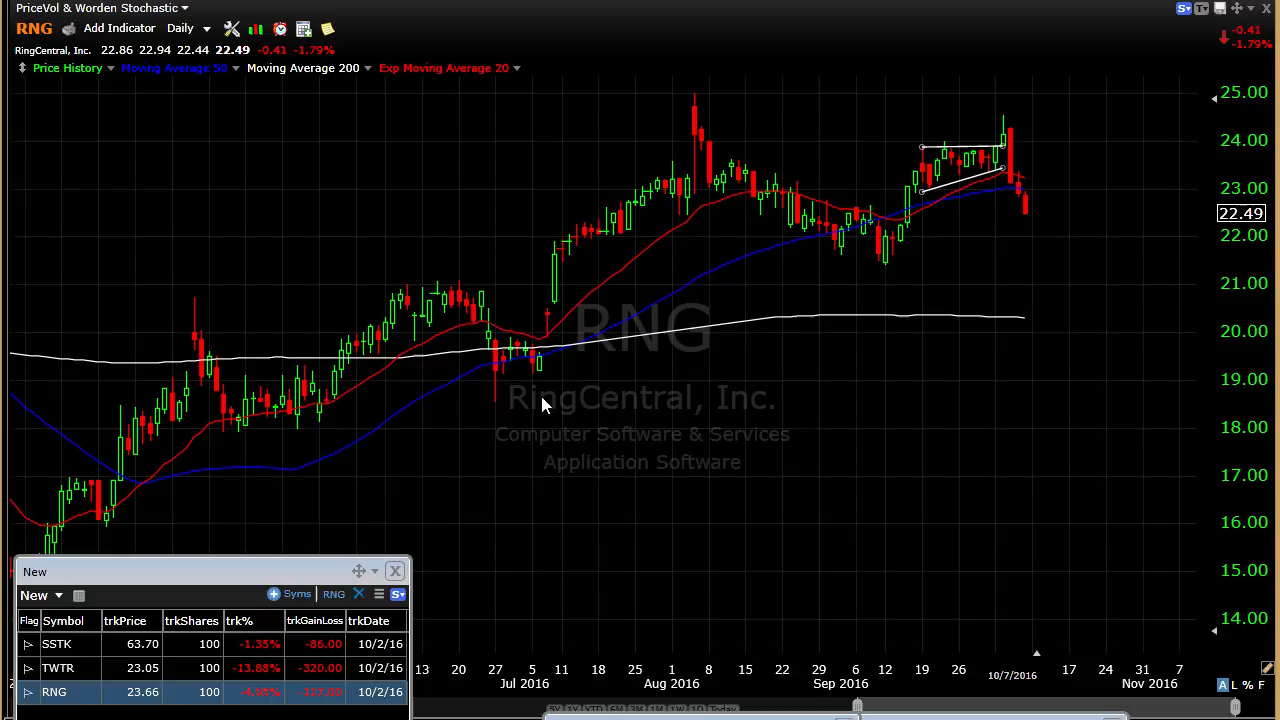 PriceVol & Worden Stochastic
RNG Add Indicator Daily
RingCentral, Inc. 22.86 22.94 22.44 22.49 -0.41 -1.79%
-0.41
-1.79%
Price History Moving Average 50 Moving Average 200 Exp Moving Average 20
25.00
24.00
23.00
22.49
22.00
21.00
20.00
19.00
18.00
17.00
16.00
15.00
14.00
RNG
RingCentral, Inc.
Computer Software & Services
Application Software
New
New Syms RNG
Flag Symbol trkPrice trkShares trk% trkGainLoss trkDate
SSTK 63.70 100 -1.35% -86.00 10/2/16
TWTR 23.05 100 -13.88% -320.00 10/2/16
RNG 23.66 100 -4.95% -117.00 10/2/16
13 20 27 5 11 18 25 1 8 15 22 29 6 12 19 26 10/7/2016 17 24 31 7
Jul 2016 Aug 2016 Sep 2016 Nov 2016
A L % F